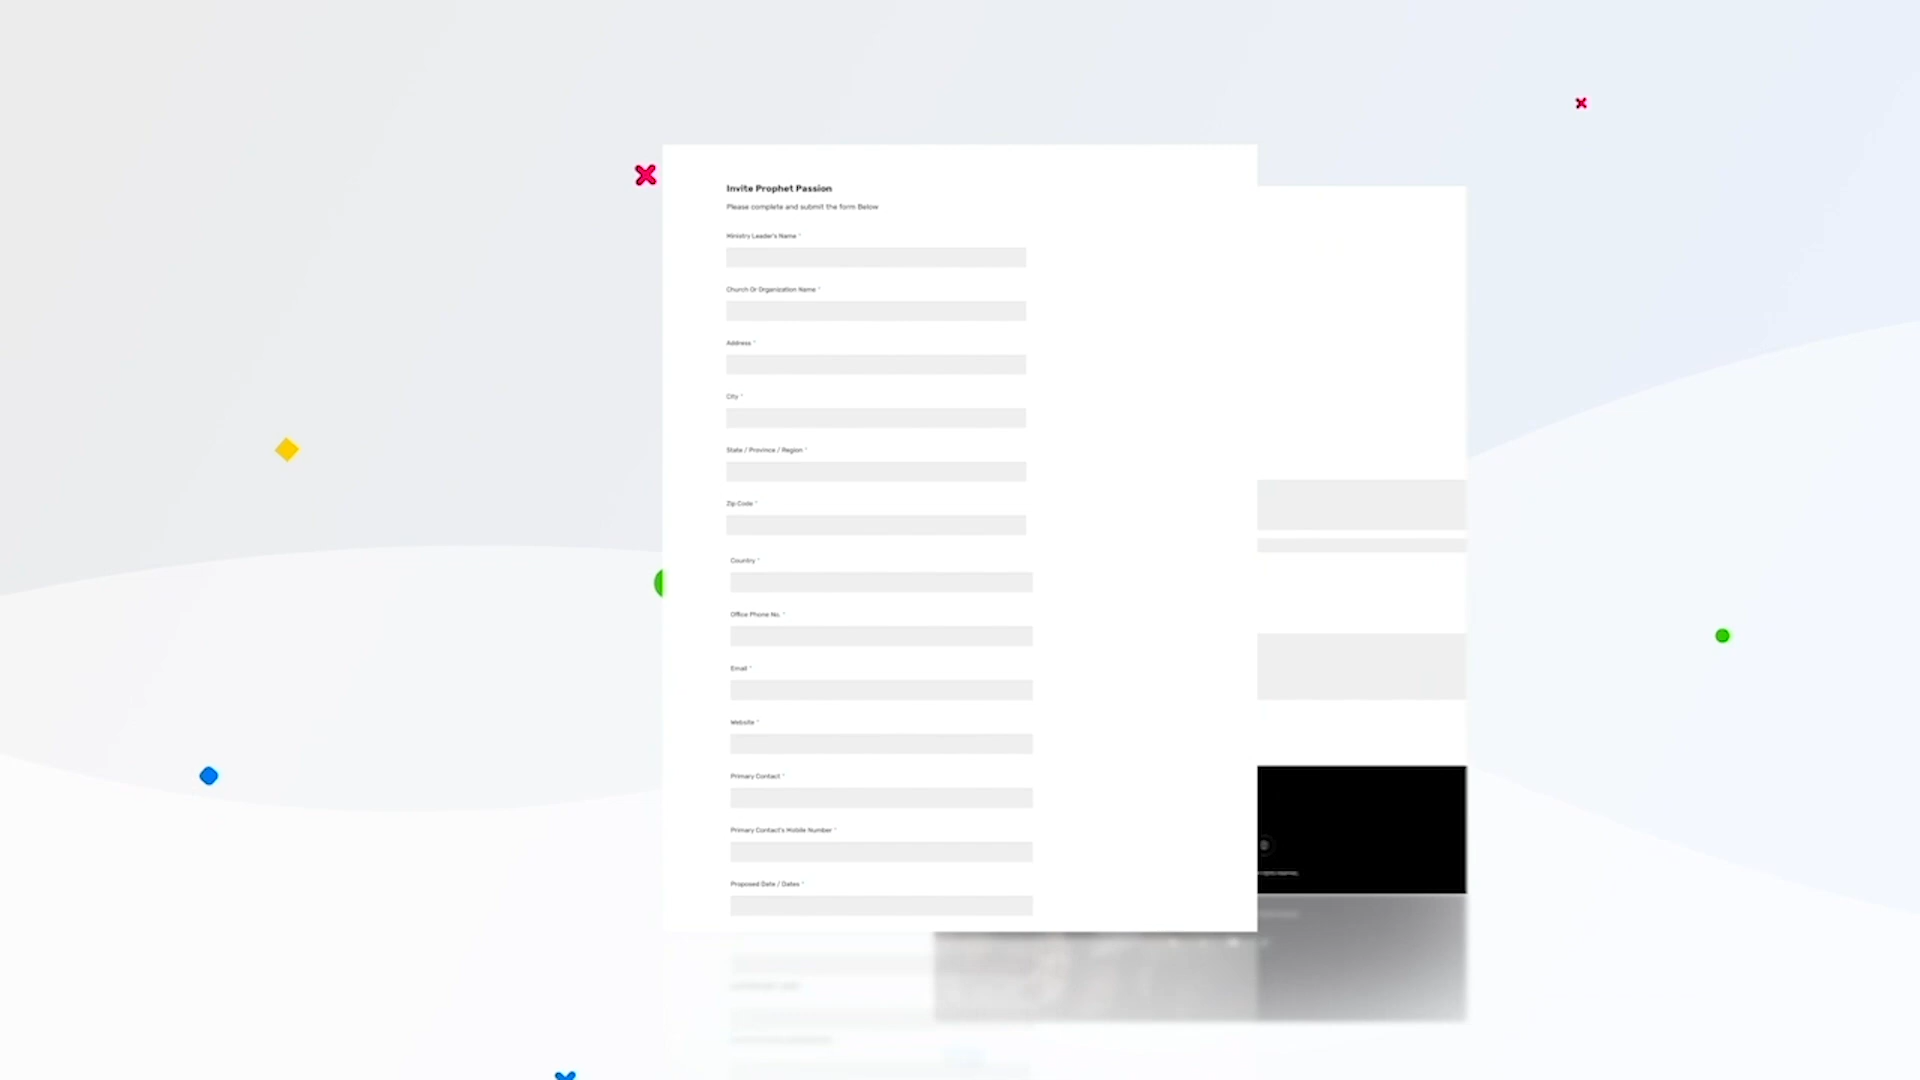 Invite Prophet Passion
Please complete and submit the form Below
Ministry Leader's Name *
Church Or Organization Name *
Address *
City *
State / Province / Region *
Zip Code *
Country *
Office Phone No. *
Email *
Website *
Primary Contact *
Primary Contact's Mobile Number *
Proposed Date / Dates *